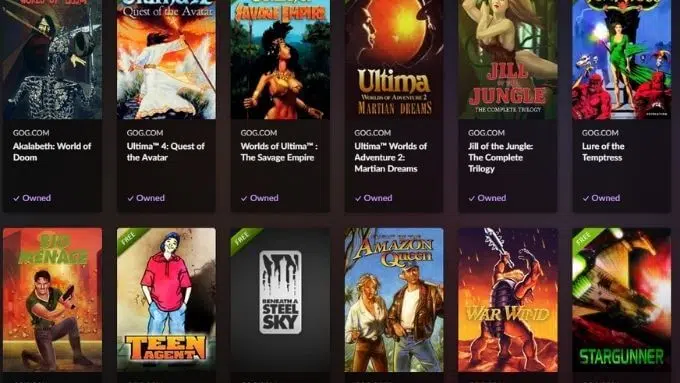 WORLD OF DOOM
Quest of the Avatar
SAVAGE EMPIRE
Ultima
WORLDS OF ADVENTURE 2
MARTIAN DREAMS
JILL
OF THE
JUNGLE
THE COMPLETE TRILOGY
GOG.COM
Akalabeth: World of
Doom
✓ Owned
GOG.COM
Ultima™ 4: Quest of
the Avatar
✓ Owned
GOG.COM
Worlds of Ultima™ :
The Savage Empire
✓ Owned
GOG.COM
Ultima™ Worlds of
Adventure 2:
Martian Dreams
✓ Owned
GOG.COM
Jill of the Jungle:
The Complete
Trilogy
✓ Owned
GOG.COM
Lure of the
Temptress
✓ Owned
BIO
MENACE
FREE
TEEN
AGENT
FREE
BENEATH A
STEEL
SKY
AMAZON
QUEEN
WAR WIND
FREE
STARGUNNER